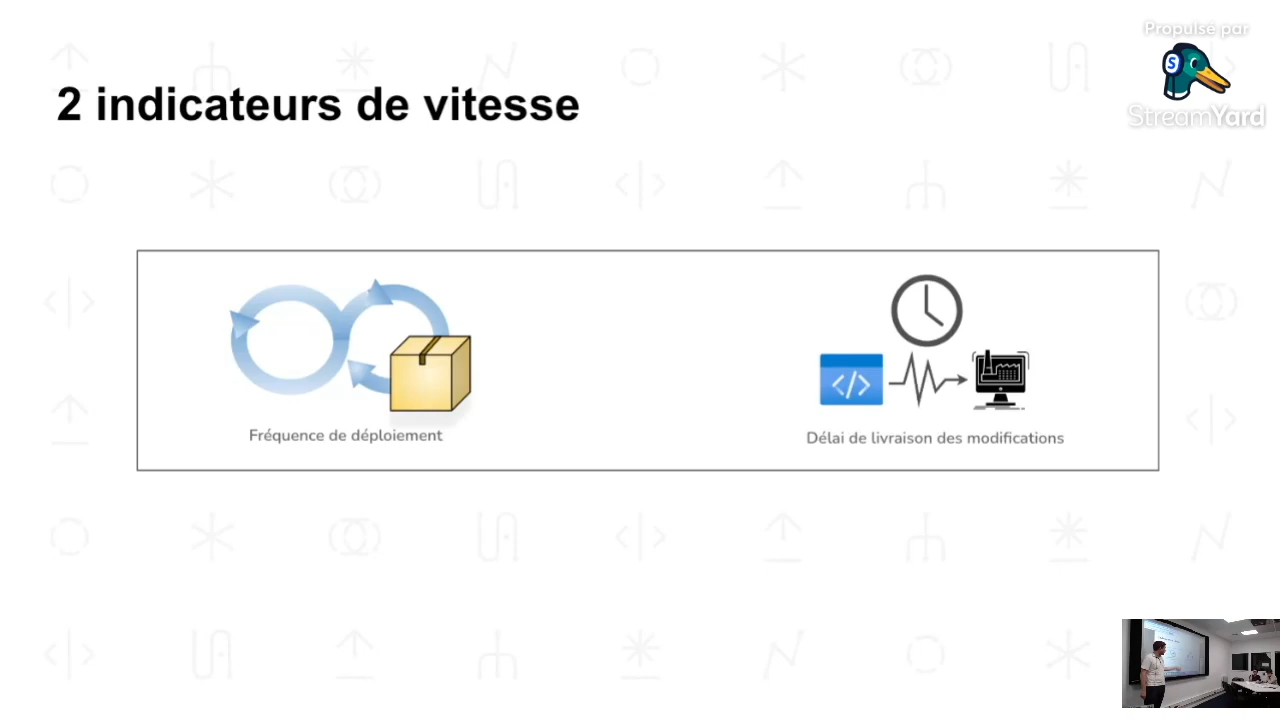 Propulsé par
S
StreamYard
2 indicateurs de vitesse
</>
Fréquence de déploiement
Délai de livraison des modifications